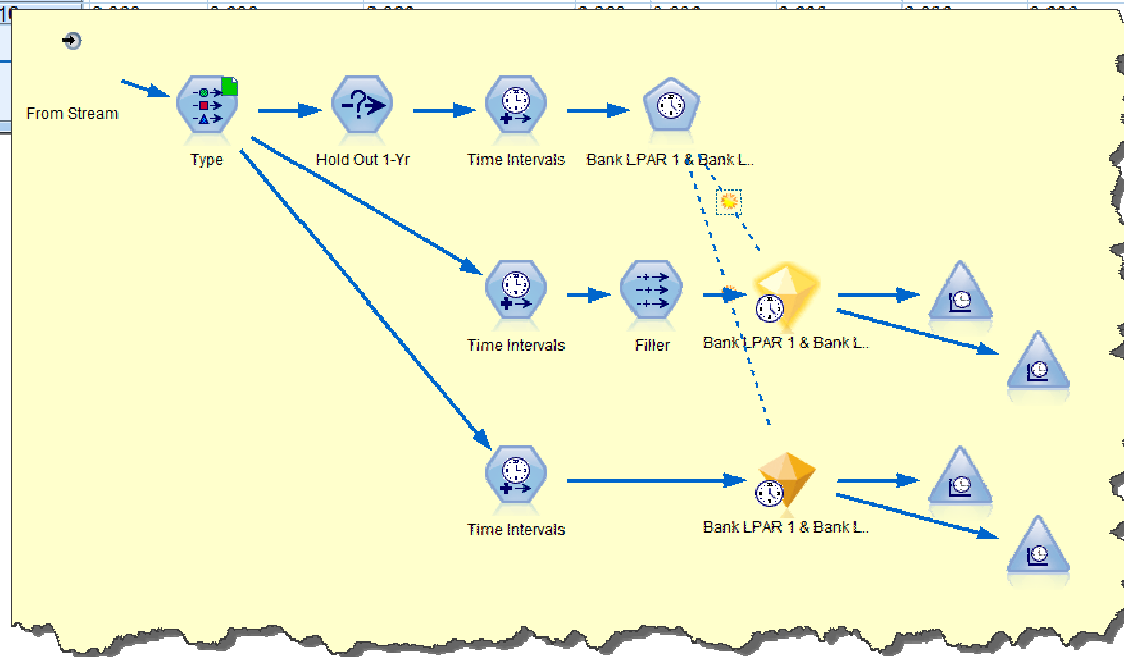 From Stream
Type
Hold Out 1-Yr
Time Intervals
Bank LPAR 1 & Bank L..
Time Intervals
Filter
Bank LPAR 1 & Bank L..
Time Intervals
Bank LPAR 1 & Bank L..